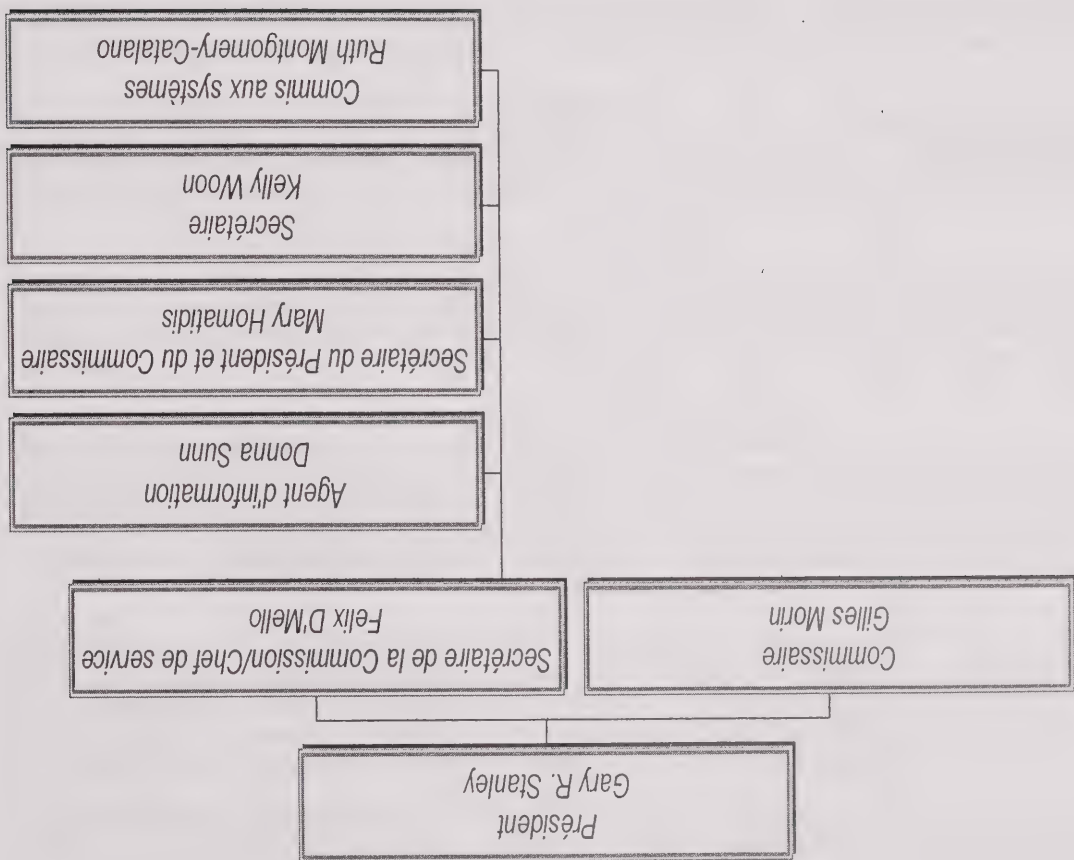 Président
Gary R. Stanley
Commissaire
Gilles Morin
Secrétaire de la Commission/Chef de service
Felix D'Mello
Agent d'information
Donna Sunn
Secrétaire du Président et du Commissaire
Mary Homatidis
Secrétaire
Kelly Woon
Commis aux systèmes
Ruth Montgomery-Catalano